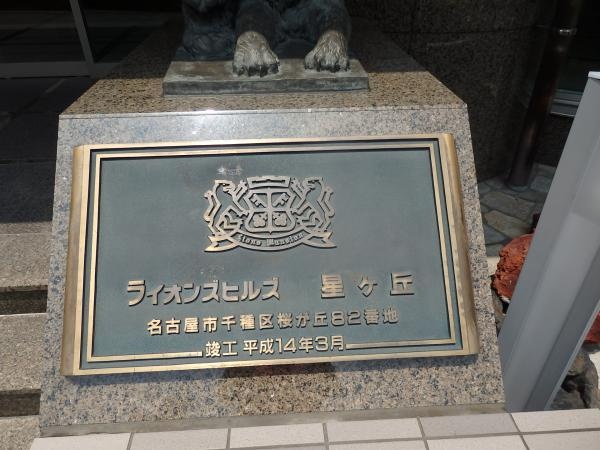 Lions Mansion
ライオンズヒルズ 星ヶ丘
名古屋市千種区桜が丘82番地
竣工 平成14年3月